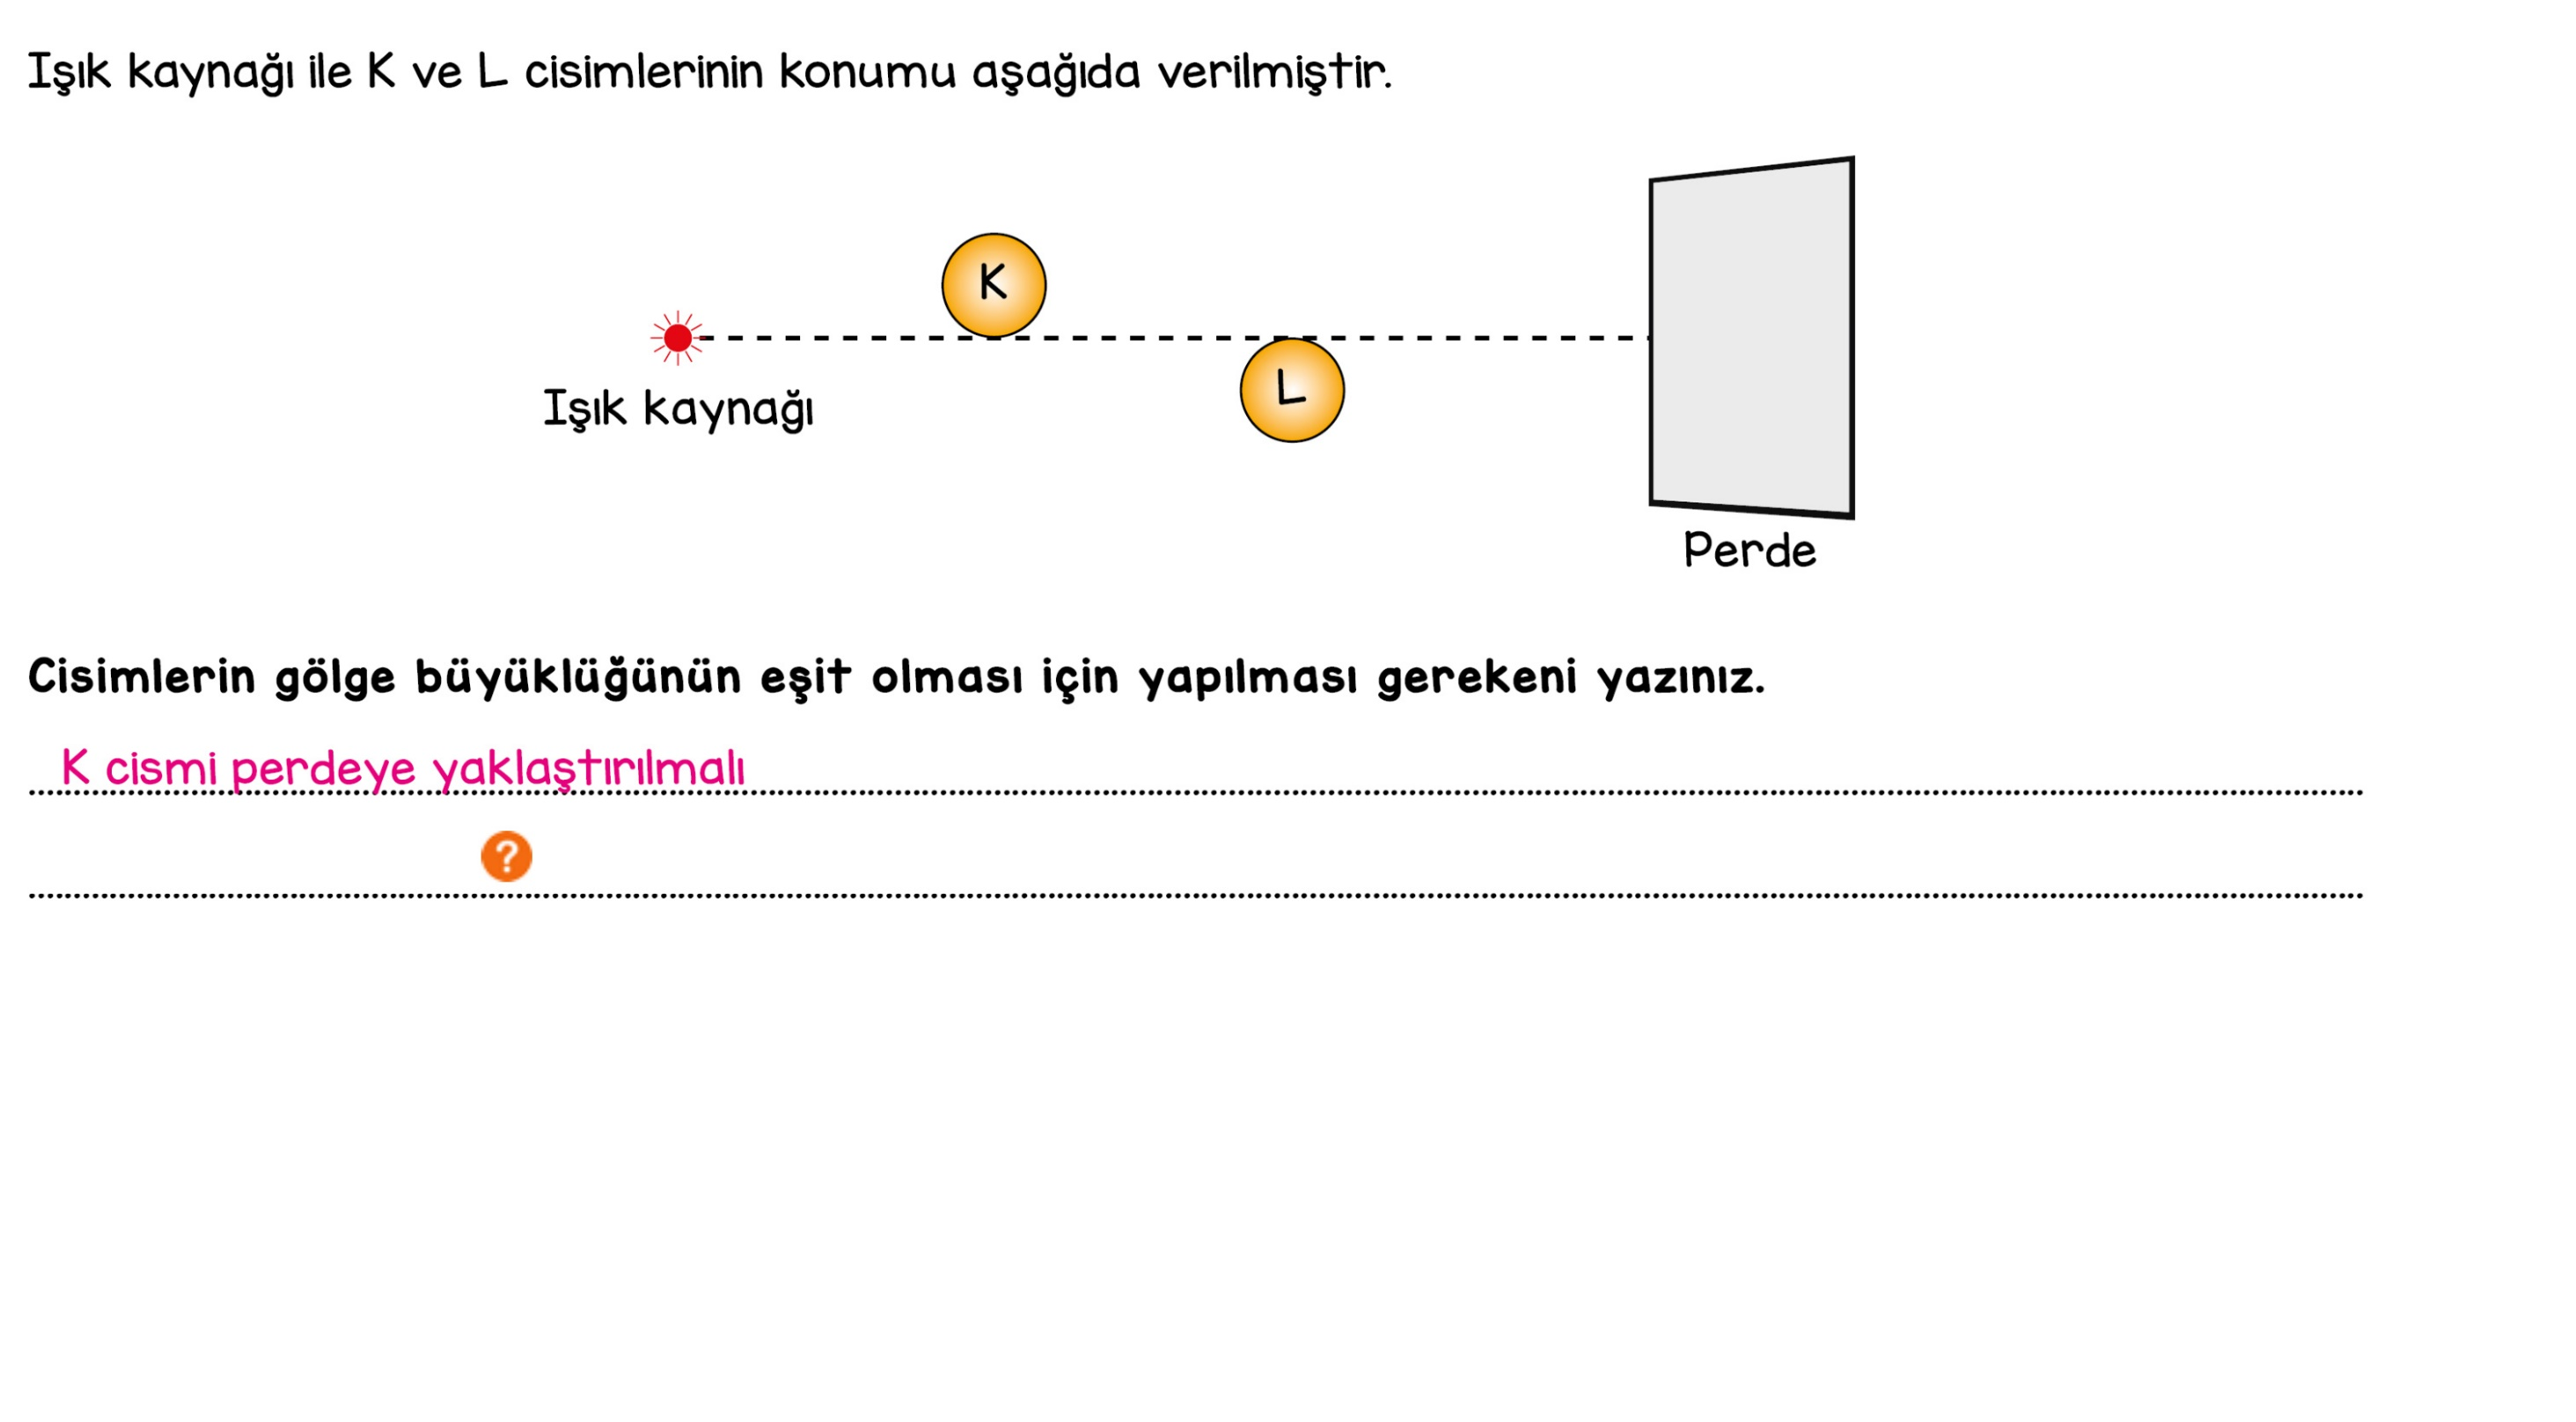 Işık kaynağı ile K ve L cisimlerinin konumu aşağıda verilmiştir.
K
L
Işık kaynağı
Perde
Cisimlerin gölge büyüklüğünün eşit olması için yapılması gerekeni yazınız.
K cismi perdeye yaklaştırılmalı
?